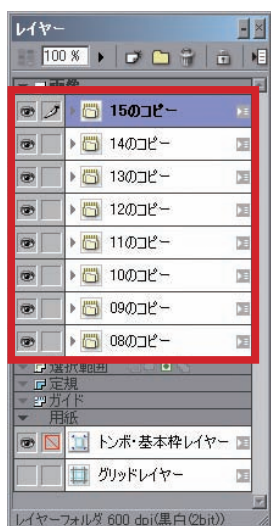 レイヤー
100 %
画像
15のコピー
14のコピー
13のコピー
12のコピー
11のコピー
10のコピー
09のコピー
08のコピー
選択範囲
定規
ガイド
用紙
トンボ・基本枠レイヤー
グリッドレイヤー
レイヤーフォルダ 600 dpi(黒白(2bit))